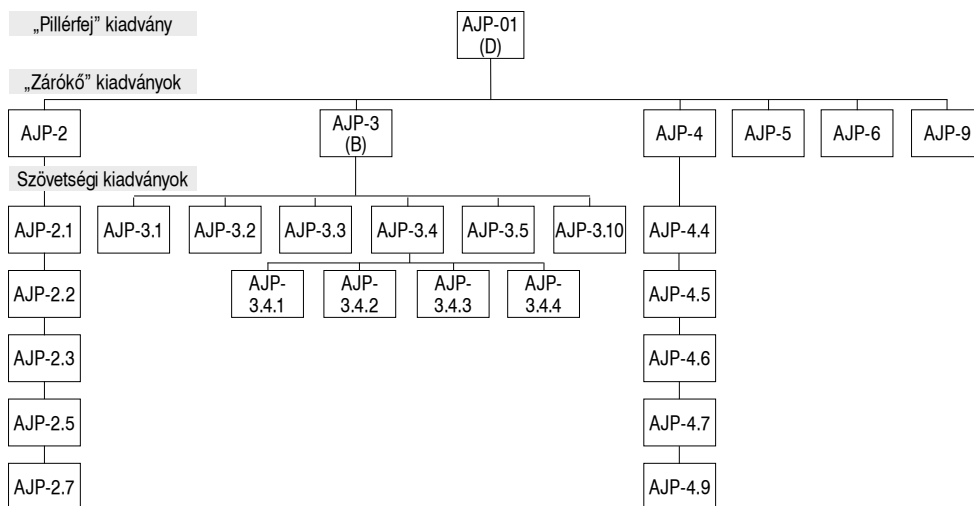 „Pillérfej” kiadvány
AJP-01
(D)
„Zárókő” kiadványok
AJP-2
AJP-3
(B)
AJP-4
AJP-5
AJP-6
AJP-9
Szövetségi kiadványok
AJP-2.1
AJP-3.1
AJP-3.2
AJP-3.3
AJP-3.4
AJP-3.5
AJP-3.10
AJP-4.4
AJP-2.2
AJP-
3.4.1
AJP-
3.4.2
AJP-
3.4.3
AJP-
3.4.4
AJP-4.5
AJP-2.3
AJP-4.6
AJP-2.5
AJP-4.7
AJP-2.7
AJP-4.9